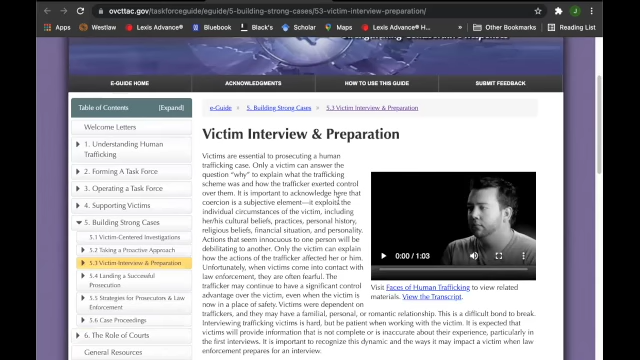 ovcttac.gov/taskforceguide/eguide/5-building-strong-cases/53-victim-interview-preparation/
J
Apps
Westlaw
Lexis Advance®
Bluebook
Black's
Scholar
Maps
Lexis Advance® H...
Other Bookmarks
Reading List
E-GUIDE HOME
ACKNOWLEDGMENTS
HOW TO USE THIS GUIDE
SUBMIT FEEDBACK
Table of Contents
(Expand)
Welcome Letters
1. Understanding Human
Trafficking
2. Forming A Task Force
3. Operating a Task Force
4. Supporting Victims
5. Building Strong Cases
5.1 Victim-Centered Investigations
5.2 Taking a Proactive Approach
5.3 Victim-Interview & Preparation
5.4 Landing a Successful
Prosecution
5.5 Strategies for Prosecutors & Law
Enforcement
5.6 Case Proceedings
6. The Role of Courts
General Resources
e-Guide
5. Building Strong Cases
5.3 Victim Interview & Preparation
Victim Interview & Preparation
Victims are essential to prosecuting a human
trafficking case. Only a victim can answer the
question "why" to explain what the trafficking
scheme was and how the trafficker exerted control
over them. It is important to acknowledge here that
coercion is a subjective element—it exploits the
individual circumstances of the victim, including
her/his cultural beliefs, practices, personal history,
religious beliefs, financial situation, and personality.
Actions that seem innocuous to one person will be
debilitating to another. Only the victim can explain
how the actions of the trafficker affected her or him.
Unfortunately, when victims come into contact with
law enforcement, they are often fearful. The
trafficker may continue to have a significant control
advantage over the victim, even when the victim is
now in a place of safety. Victims were dependent on
traffickers, and they may have a familial, personal, or romantic relationship. This is a difficult bond to break.
Interviewing trafficking victims is hard, but be patient when working with the victim. It is expected that
victims will provide information that is not complete or is inaccurate about their experience, particularly in
the first interviews. It is important to recognize this dynamic and the ways it may impact a victim when law
enforcement prepares for an interview.
0:00 / 1:03
Visit Faces of Human Trafficking to view related
materials. View the Transcript.